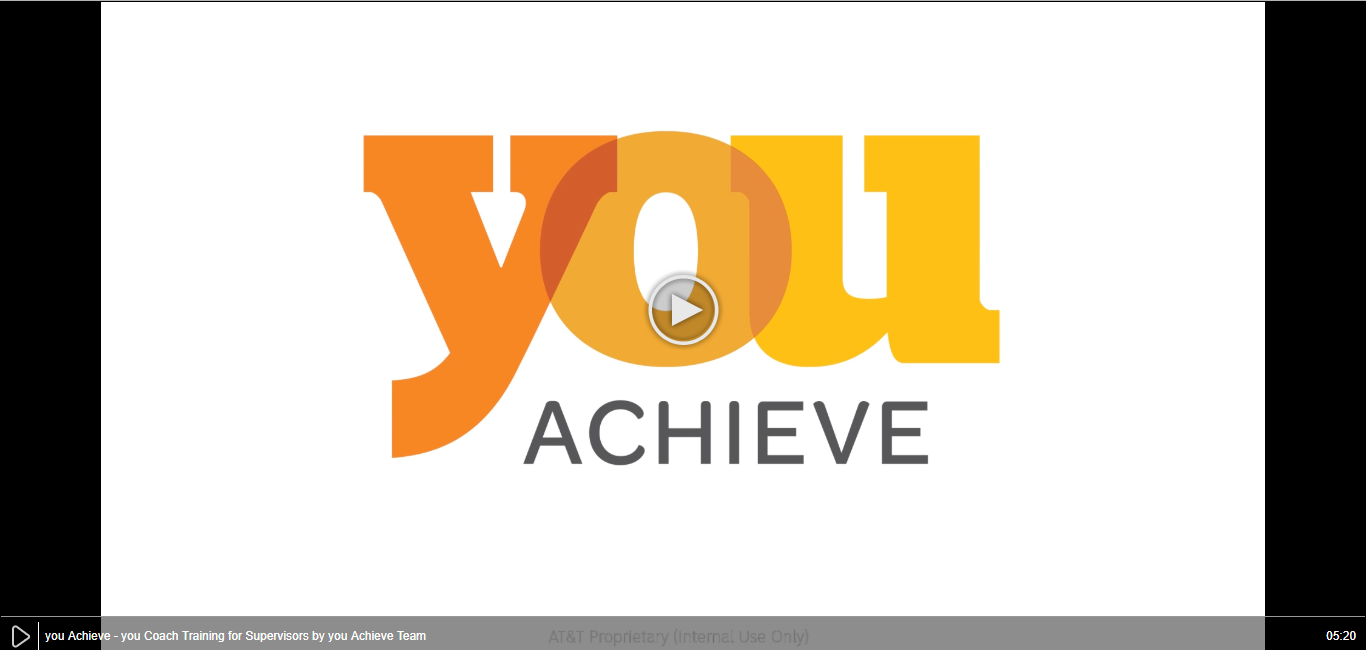 you
ACHIEVE
you Achieve - you Coach Training for Supervisors by you Achieve Team
AT&T Proprietary (Internal Use Only)
05:20